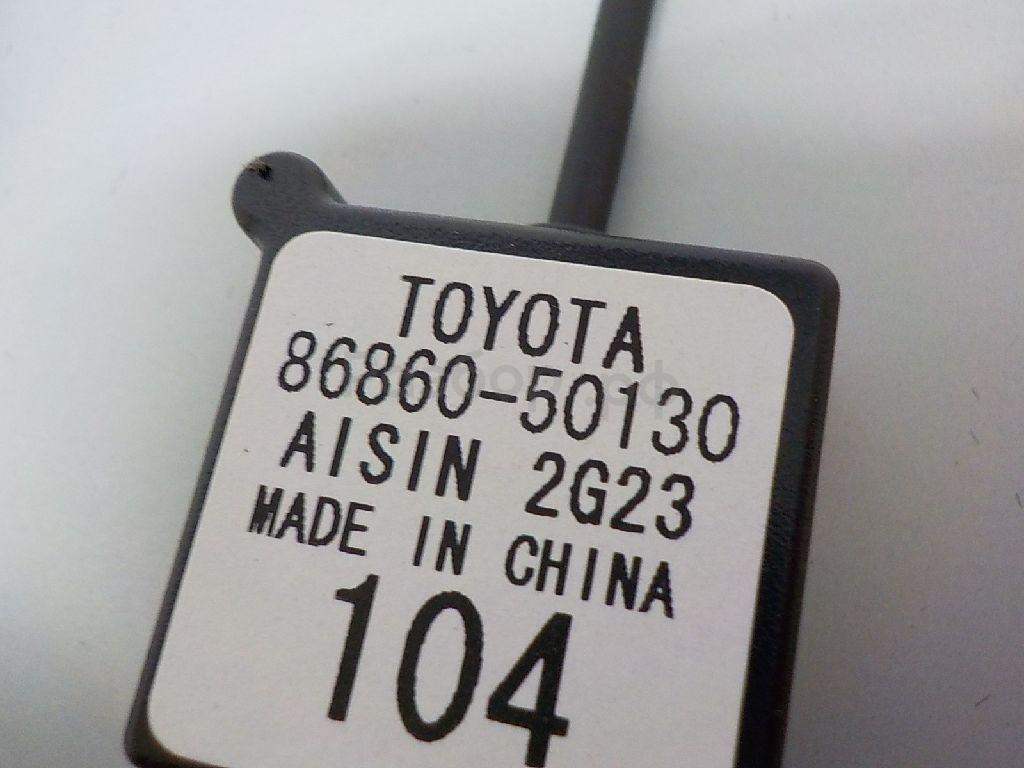 TOYOTA
86860-50130
AISIN 2G23
MADE IN CHINA
104